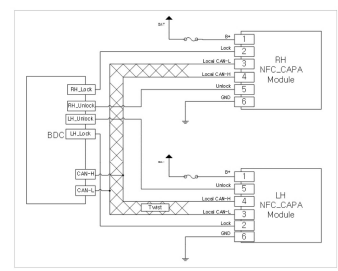 B+
1
Lock
2
Local CAN-L
3
Local CAN-H
4
Unlock
5
GND
6
RH
NFC_CAPA
Module
RH_Lock
RH_Unlock
LH_Unlock
BDC
LH_Lock
CAN-H
CAN-L
Twist
B+
1
Unlock
5
Local CAN-H
4
Local CAN-L
3
Lock
2
GND
6
LH
NFC_CAPA
Module